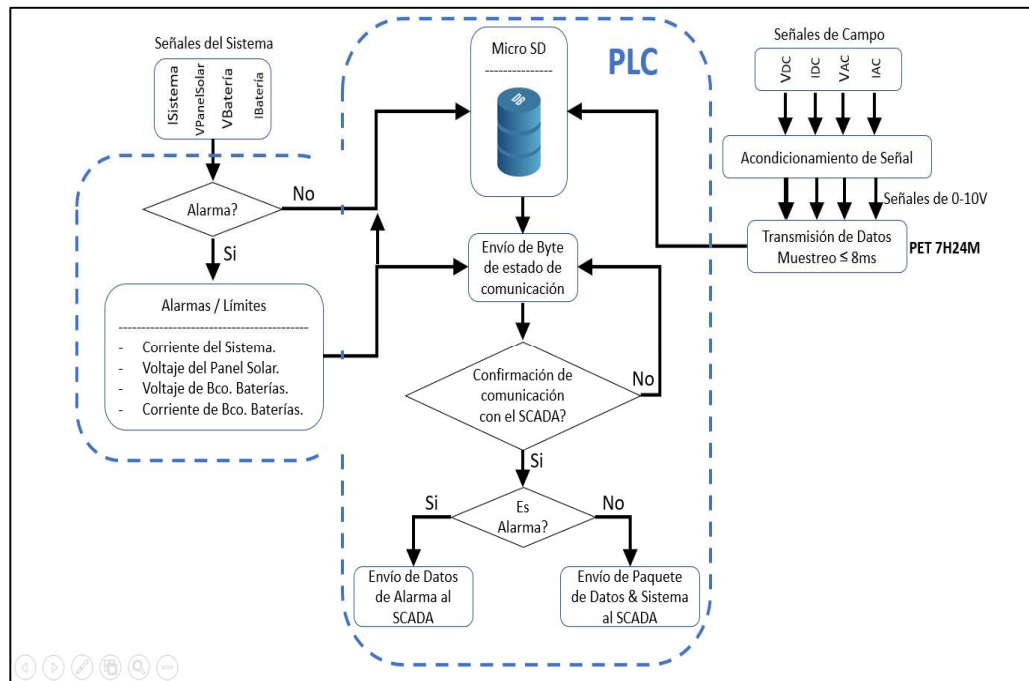 Señales del Sistema
ISistema
VPanelSolar
VBatería
IBatería
Alarma?
No
Si
Alarmas / Límites
- Corriente del Sistema.
- Voltaje del Panel Solar.
- Voltaje de Bco. Baterías.
- Corriente de Bco. Baterías.
PLC
Micro SD
DB
Envío de Byte
de estado de
comunicación
Confirmación de
comunicación
con el SCADA?
No
Si
Es
Alarma?
Si
No
Envío de Datos
de Alarma al
SCADA
Envío de Paquete
de Datos & Sistema
al SCADA
Señales de Campo
VDC
IDC
VAC
IAC
Acondicionamiento de Señal
Señales de 0-10V
Transmisión de Datos
Muestreo ≤ 8ms
PET 7H24M